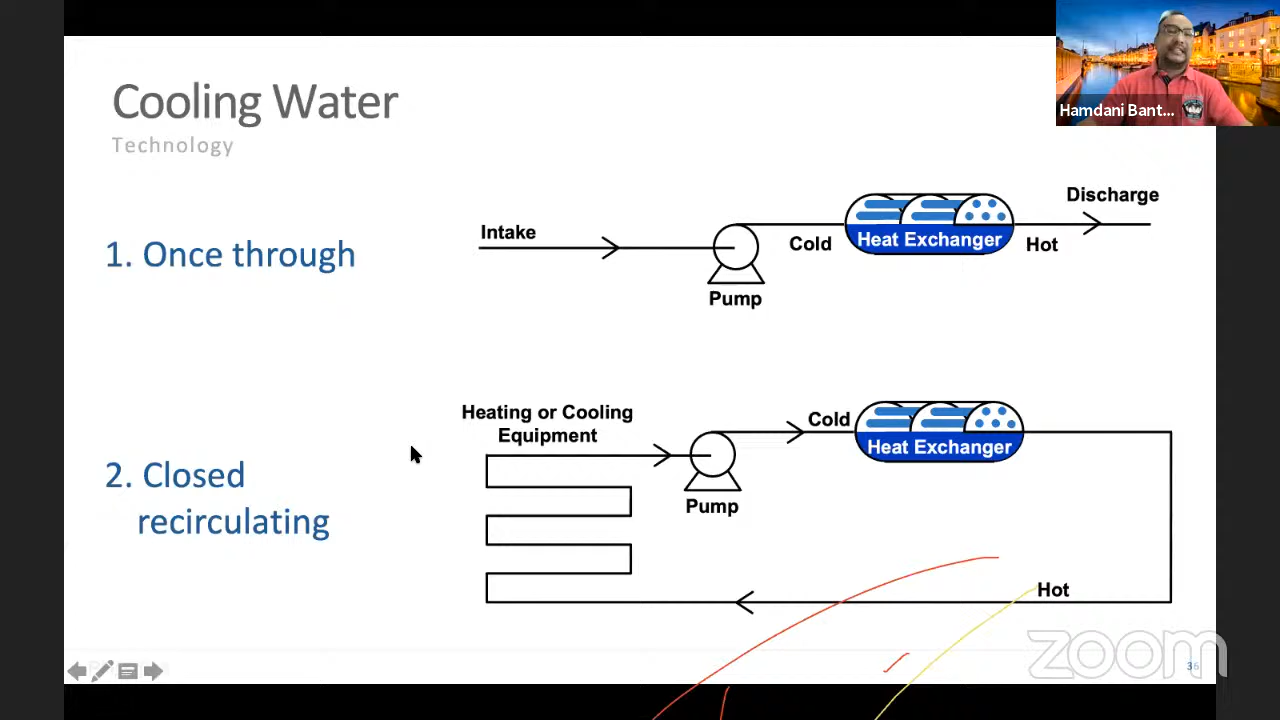 Cooling Water
Technology
Hamdani Bant...
1. Once through
Intake
Pump
Cold
Heat Exchanger
Hot
Discharge
2. Closed
recirculating
Heating or Cooling
Equipment
Pump
Cold
Heat Exchanger
Hot
zoom
36